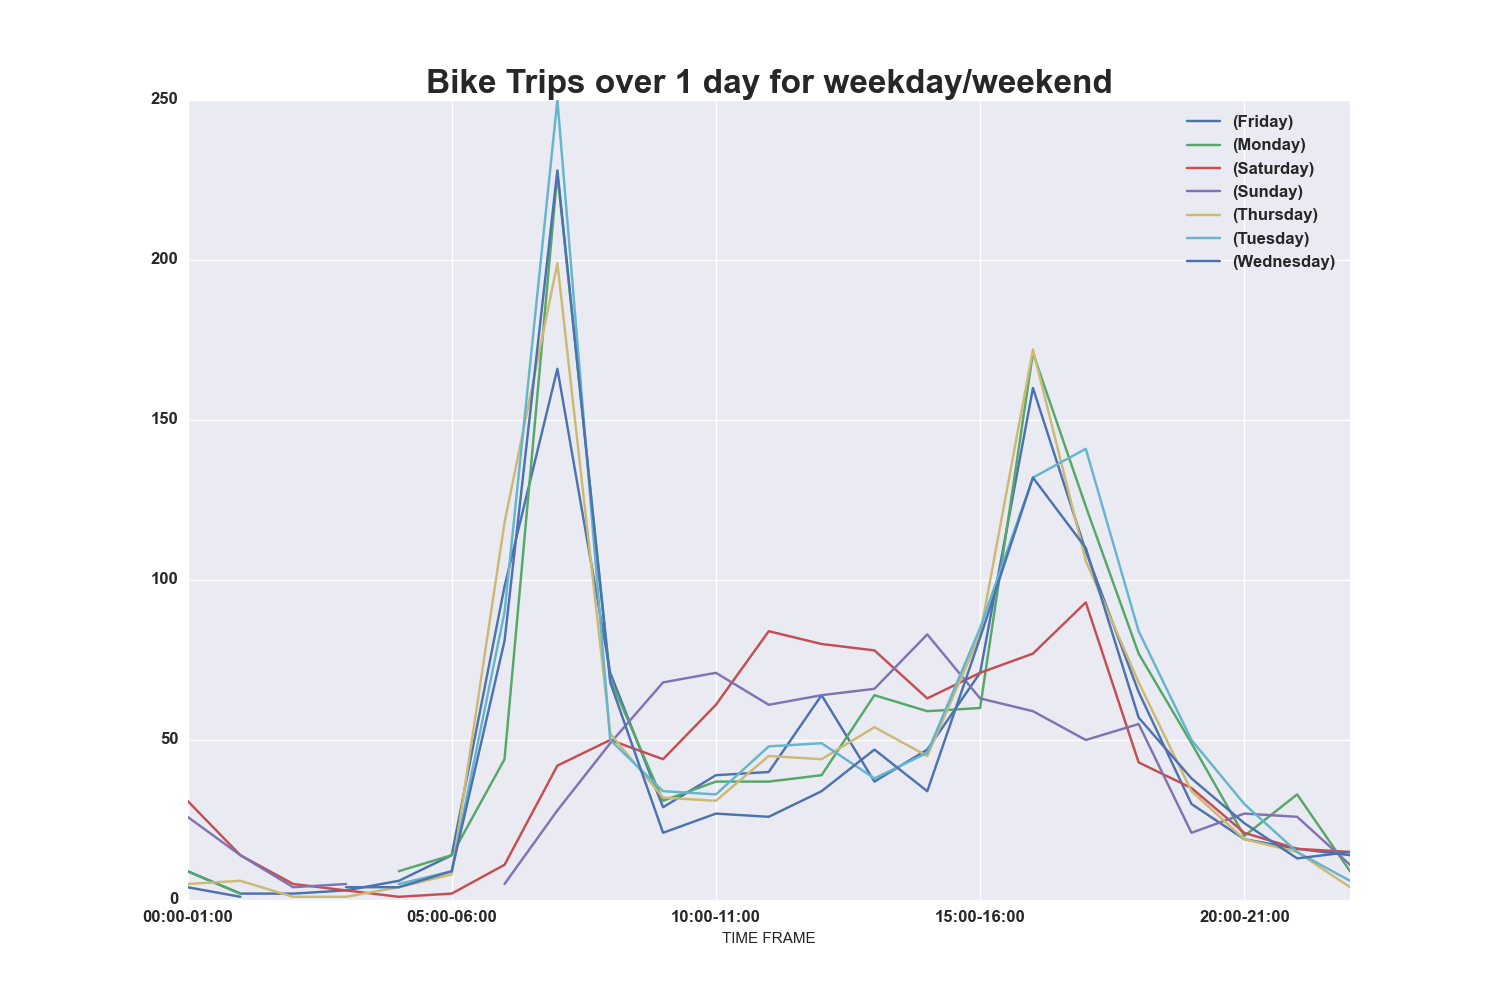 Bike Trips over 1 day for weekday/weekend
250
200
150
100
50
0
(Friday)
(Monday)
(Saturday)
(Sunday)
(Thursday)
(Tuesday)
(Wednesday)
00:00-01:00 05:00-06:00 10:00-11:00 15:00-16:00 20:00-21:00
TIME FRAME